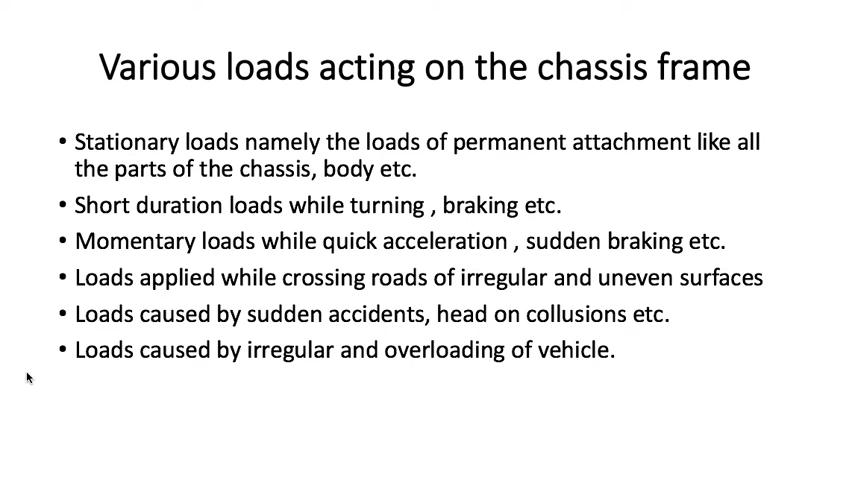 Various loads acting on the chassis frame
• Stationary loads namely the loads of permanent attachment like all
the parts of the chassis, body etc.
• Short duration loads while turning , braking etc.
• Momentary loads while quick acceleration , sudden braking etc.
• Loads applied while crossing roads of irregular and uneven surfaces
• Loads caused by sudden accidents, head on collusions etc.
• Loads caused by irregular and overloading of vehicle.